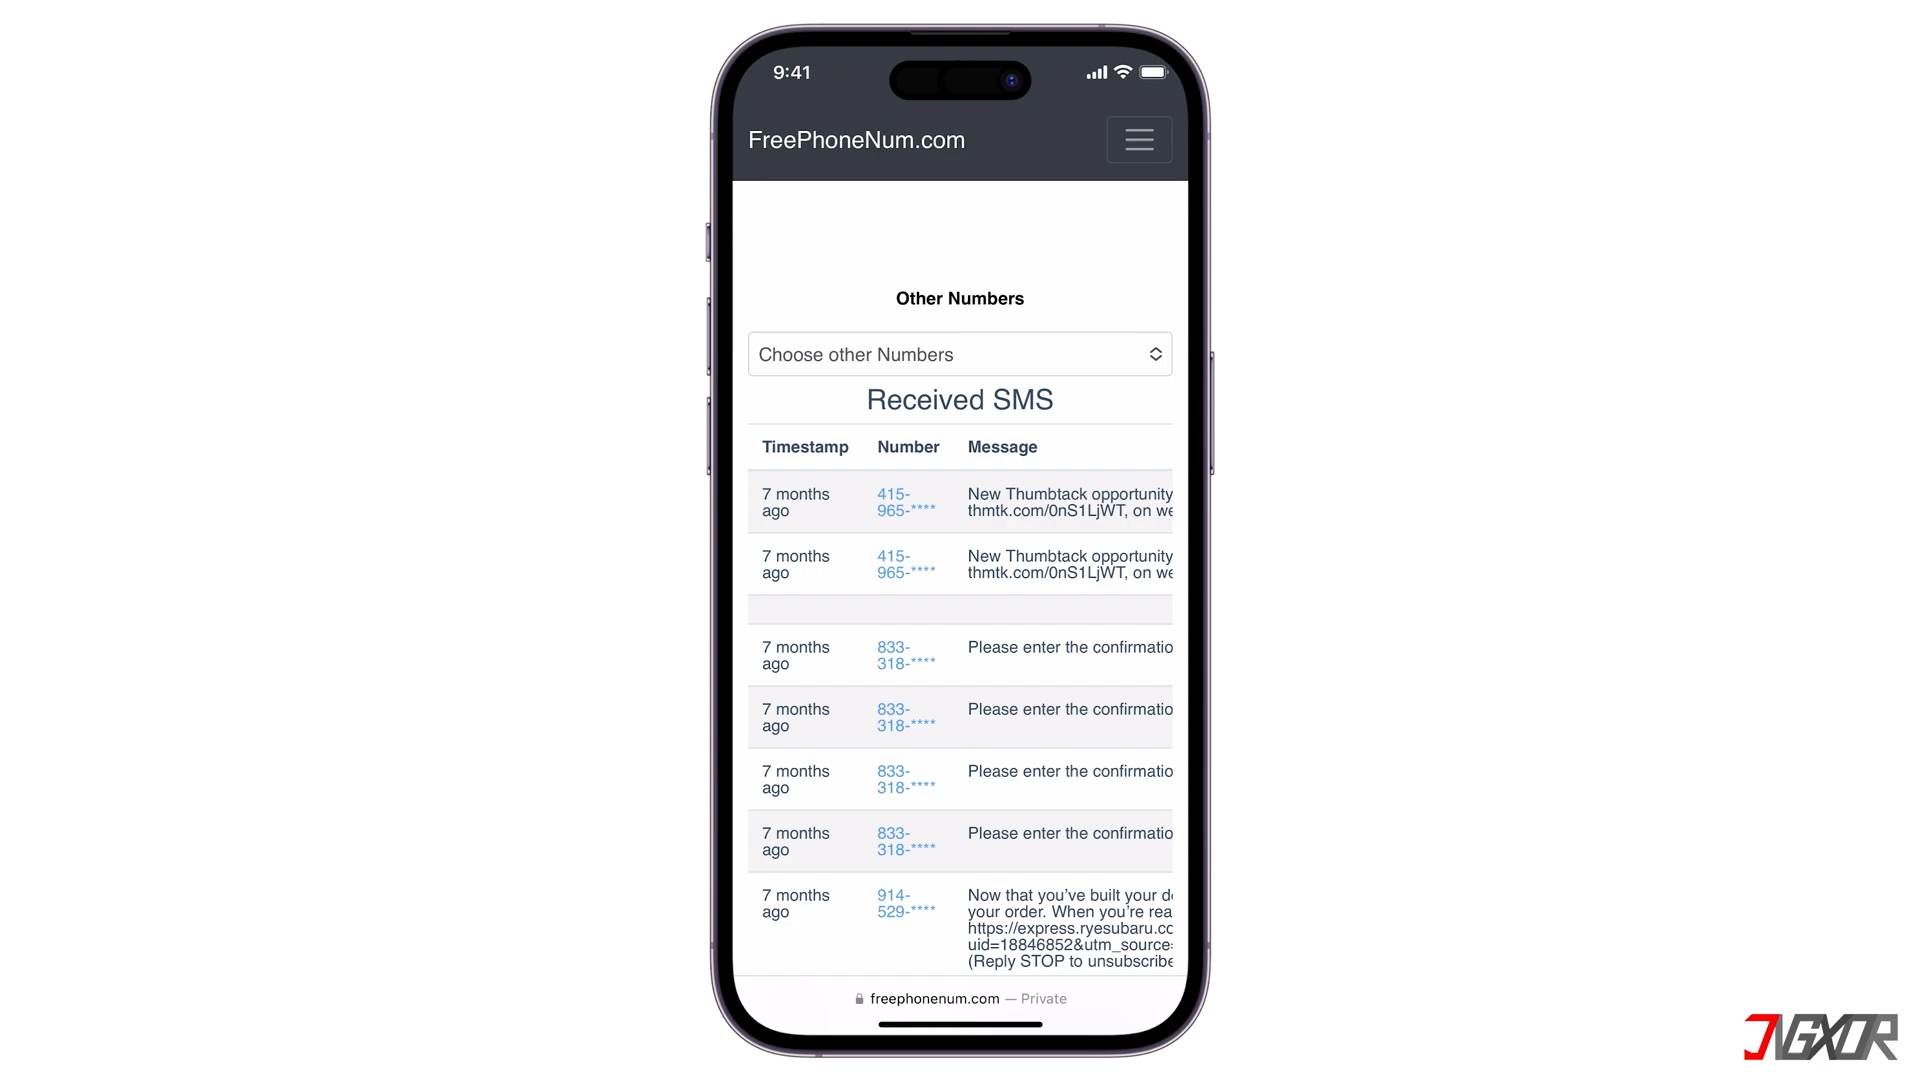 9:41
FreePhoneNum.com
Other Numbers
Choose other Numbers
Received SMS
Timestamp Number Message
7 months ago 415-965-**** New Thumbtack opportunity
thmtk.com/0nS1LjWT, on we
7 months ago 415-965-**** New Thumbtack opportunity
thmtk.com/0nS1LjWT, on we
7 months ago 833-318-**** Please enter the confirmatio
7 months ago 833-318-**** Please enter the confirmatio
7 months ago 833-318-**** Please enter the confirmatio
7 months ago 833-318-**** Please enter the confirmatio
7 months ago 914-529-**** Now that you've built your de
your order. When you're rea
https://express.ryesubaru.co
uid=18846852&utm_source=
(Reply STOP to unsubscribe
freephonenum.com — Private
JVGXOR